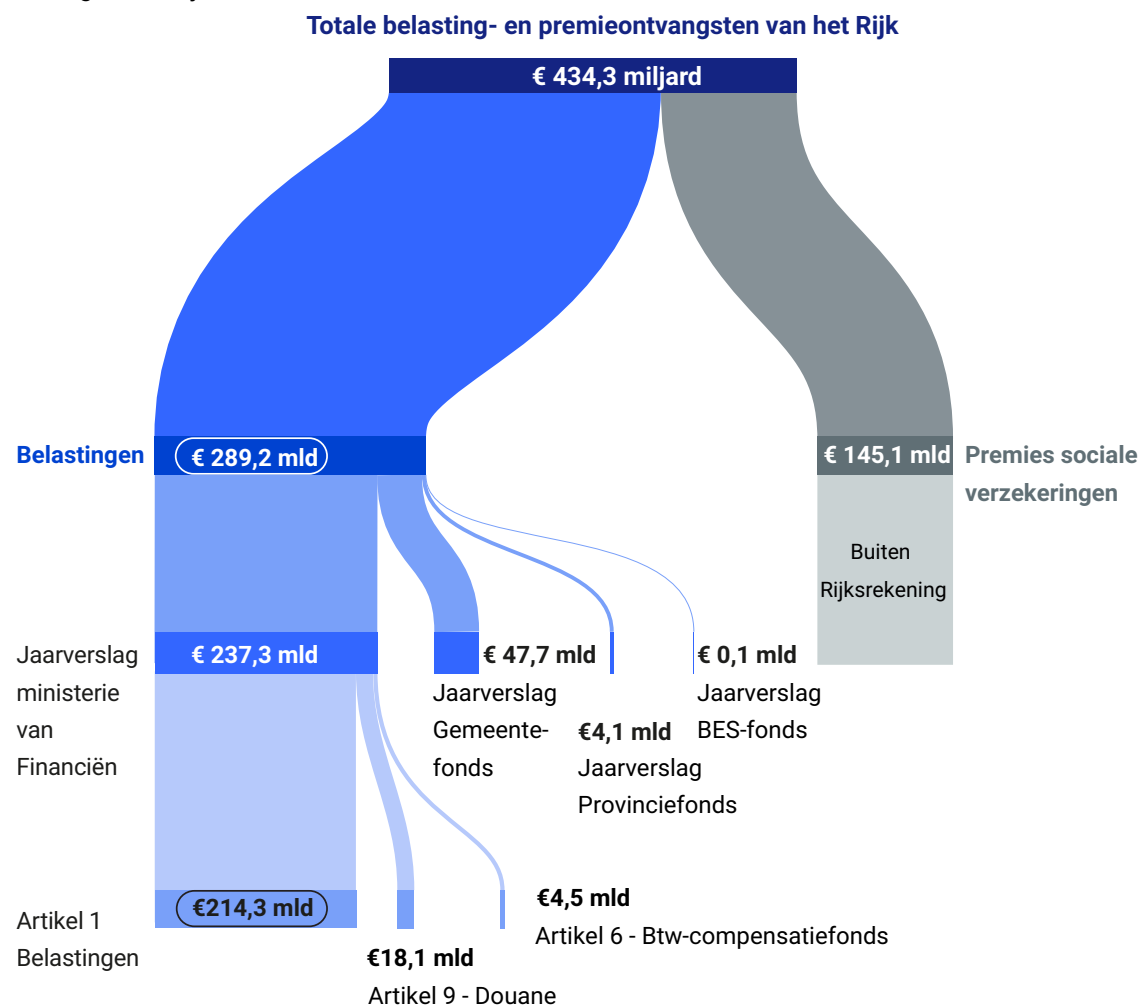 Totale belasting- en premieontvangsten van het Rijk
€ 434,3 miljard
Belastingen
€ 289,2 mld
€ 145,1 mld
Premies sociale
verzekeringen
Buiten
Rijksrekening
Jaarverslag
ministerie
van
Financiën
€ 237,3 mld
€ 47,7 mld
Jaarverslag
Gemeente-
fonds
€4,1 mld
Jaarverslag
Provinciefonds
€ 0,1 mld
Jaarverslag
BES-fonds
Artikel 1
Belastingen
€214,3 mld
€18,1 mld
Artikel 9 - Douane
€4,5 mld
Artikel 6 - Btw-compensatiefonds